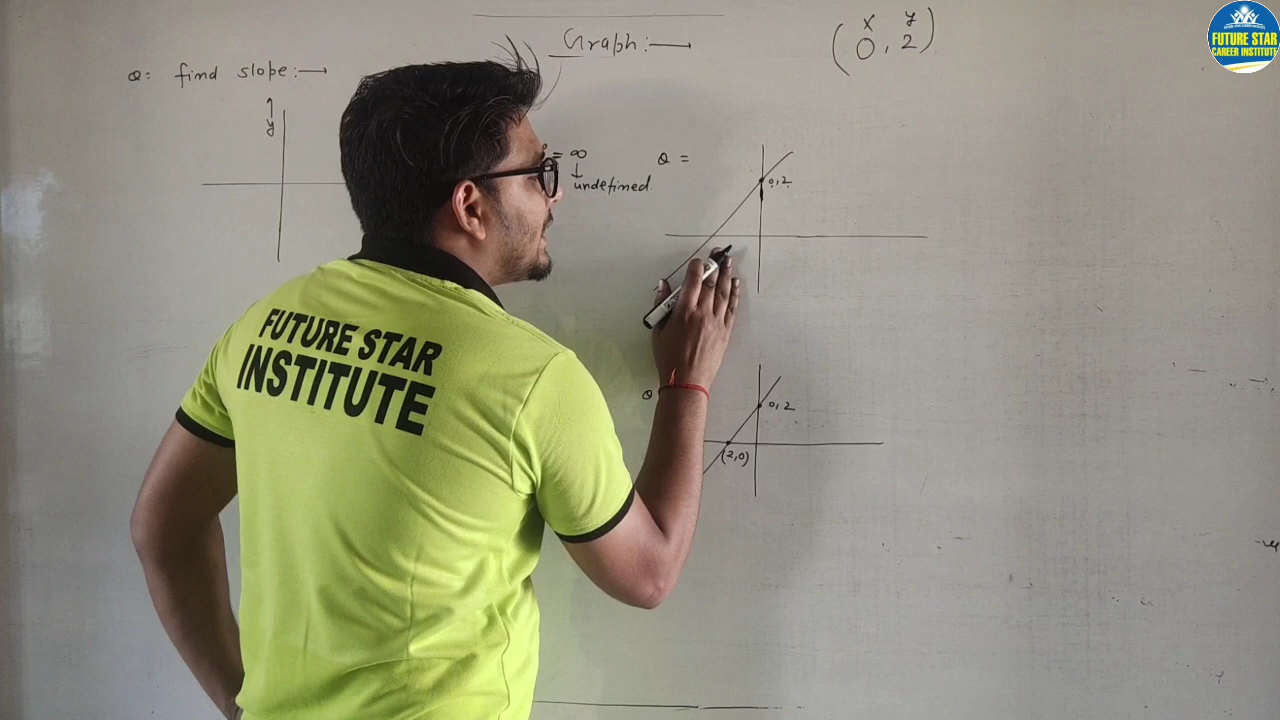 Graph:→
x y
(0, 2)
FUTURE STAR
CAREER INSTITUTE
Q: find slope:→
y
= ∞
↓
undefined.
Q =
0,2
FUTURE STAR
INSTITUTE
Q
0,2
(2,0)